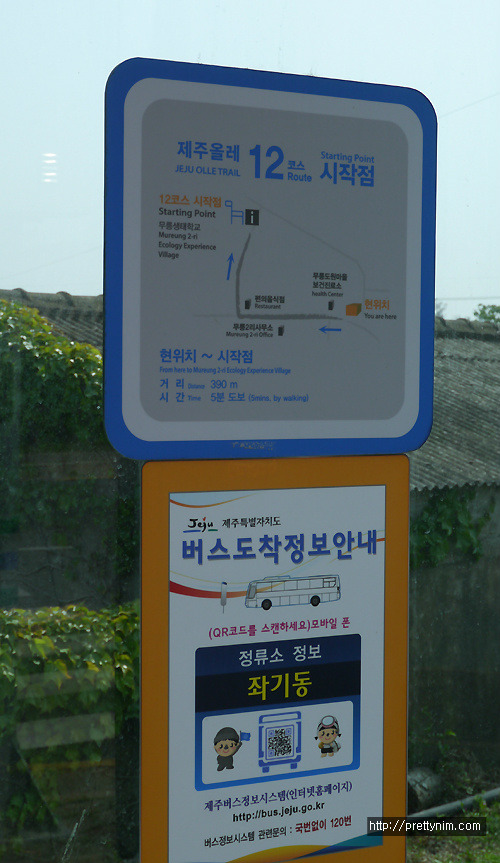 제주올레 12 코스 Starting Point
JEJU OLLE TRAIL Route 시작점
12코스 시작점
Starting Point
무릉생태학교
Mureung 2-ri
Ecology Experience
Village
i
무릉도원마을
보건진료소
health Center
편의음식점
Restaurant
현위치
You are here
무릉2리사무소
Mureung 2-ri Office
현위치 ~ 시작점
From here to Mureung 2-ri Ecology Experience Village
거 리 390 m
시 간 Time 5분 도보 (5mins. by walking)
Jeju 제주특별자치도
버스도착정보안내
(QR코드를 스캔하세요)모바일 폰
정류소 정보
좌기동
제주버스정보시스템(인터넷홈페이지)
http://bus.jeju.go.kr
버스정보시스템 관련문의 : 국번없이 120번
http://prettynim.com